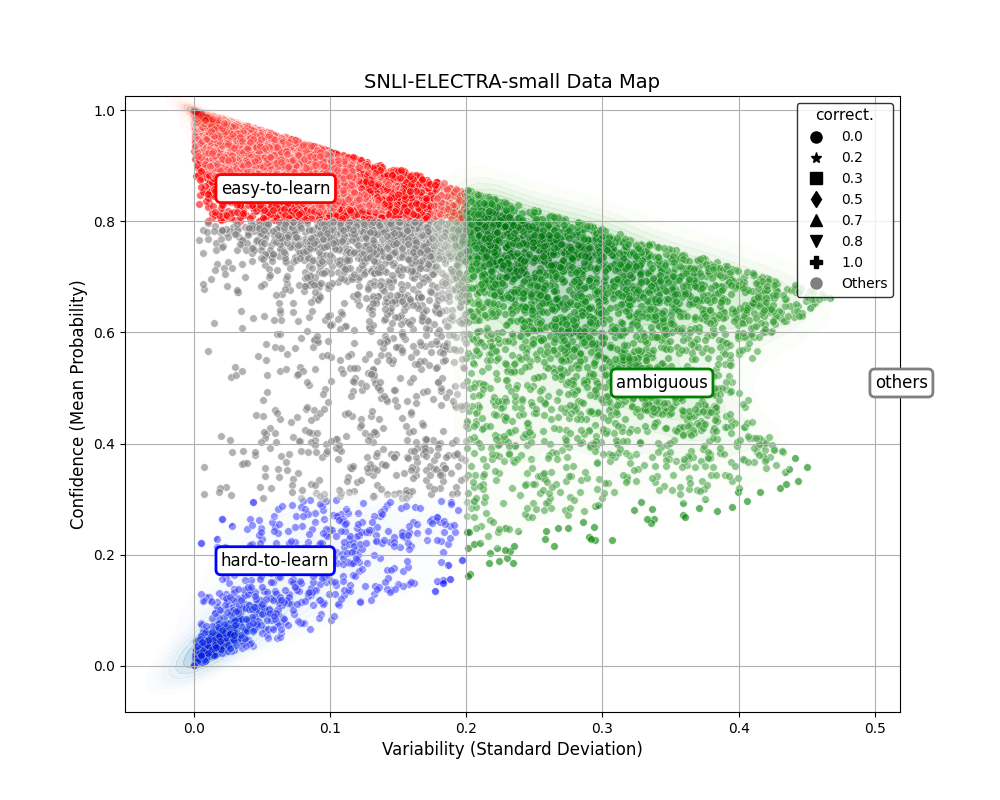 SNLI-ELECTRA-small Data Map
Confidence (Mean Probability)
1.0
0.8
0.6
0.4
0.2
0.0
easy-to-learn
ambiguous
others
hard-to-learn
correct.
0.0
0.2
0.3
0.5
0.7
0.8
1.0
Others
0.0 0.1 0.2 0.3 0.4 0.5
Variability (Standard Deviation)